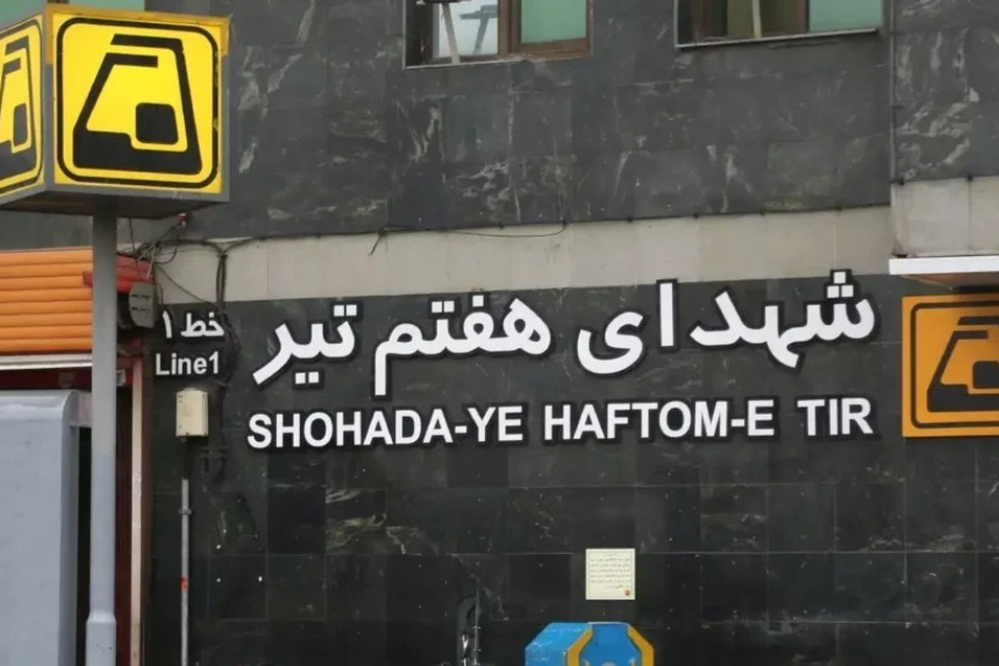 شهدای هفتم تیر
SHOHADA-YE HAFTOM-E TIR
خط ۱
Line1